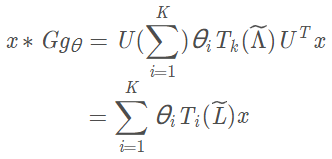 x ∗ Gg_θ = U(∑_{i=1}^{K})θ_i T_k(Λ̃)U^T x
= ∑_{i=1}^{K} θ_i T_i(L̃)x